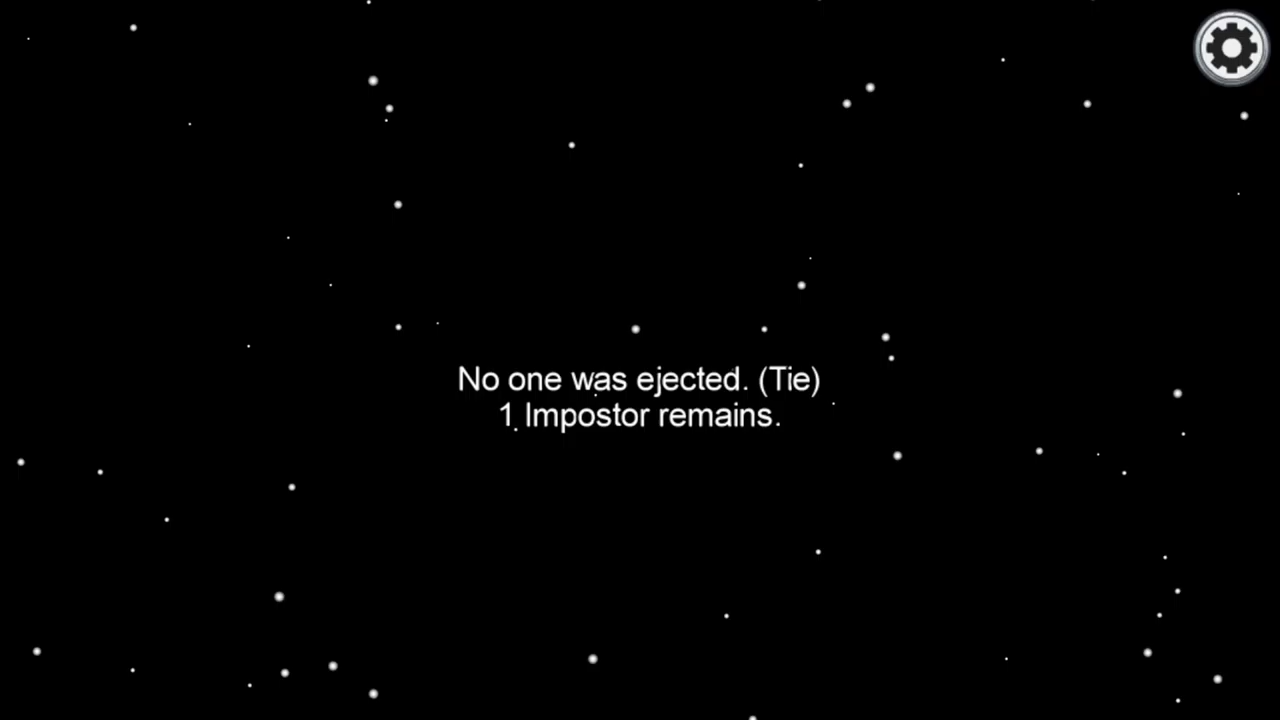 No one was ejected. (Tie)
1 Impostor remains.